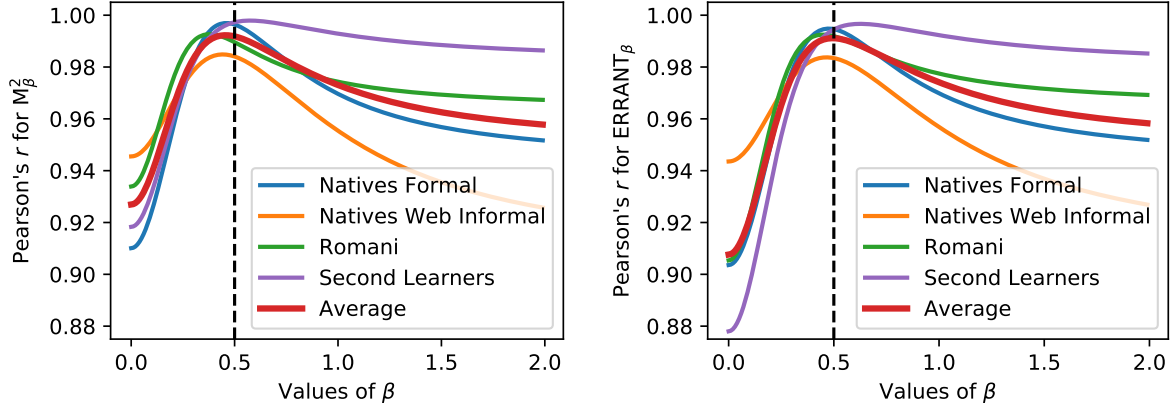 Pearson's r for M²β
1.00
0.98
0.96
0.94
0.92
0.90
0.88
Natives Formal
Natives Web Informal
Romani
Second Learners
Average
0.0 0.5 1.0 1.5 2.0
Values of β
Pearson's r for ERRANTβ
1.00
0.98
0.96
0.94
0.92
0.90
0.88
Natives Formal
Natives Web Informal
Romani
Second Learners
Average
0.0 0.5 1.0 1.5 2.0
Values of β